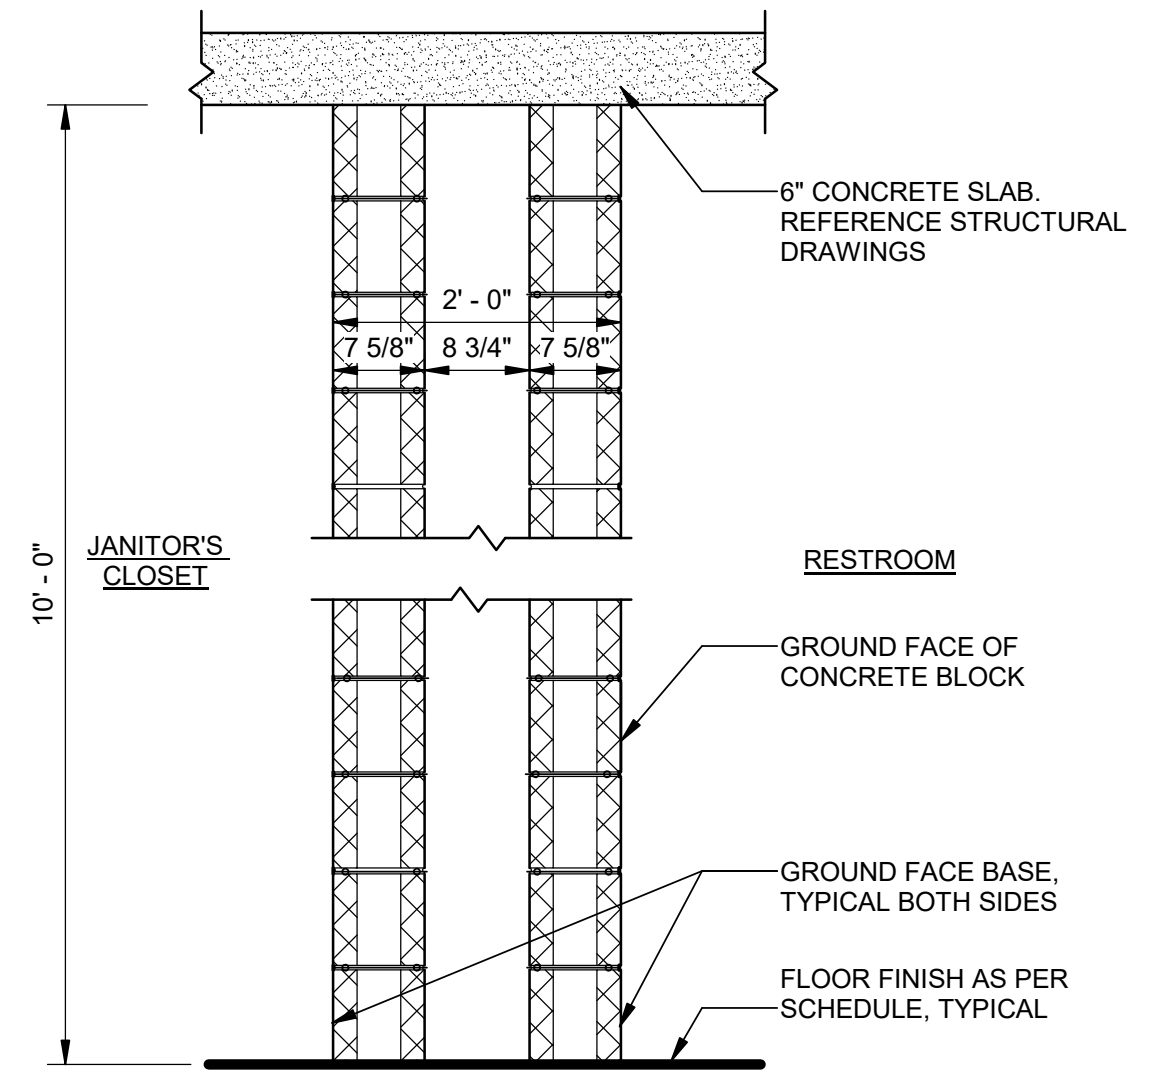 6" CONCRETE SLAB.
REFERENCE STRUCTURAL
DRAWINGS
2' - 0"
7 5/8"
8 3/4"
7 5/8"
10' - 0"
JANITOR'S
CLOSET
RESTROOM
GROUND FACE OF
CONCRETE BLOCK
GROUND FACE BASE,
TYPICAL BOTH SIDES
FLOOR FINISH AS PER
SCHEDULE, TYPICAL